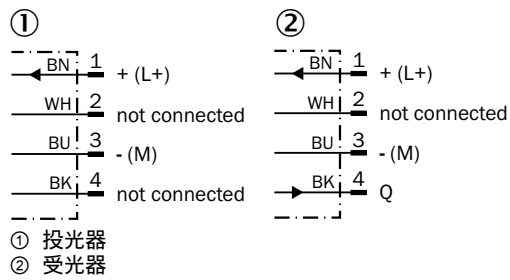 ①
BN 1 + (L+)
WH 2 not connected
BU 3 - (M)
BK 4 not connected
②
BN 1 + (L+)
WH 2 not connected
BU 3 - (M)
BK 4 Q
① 投光器
② 受光器